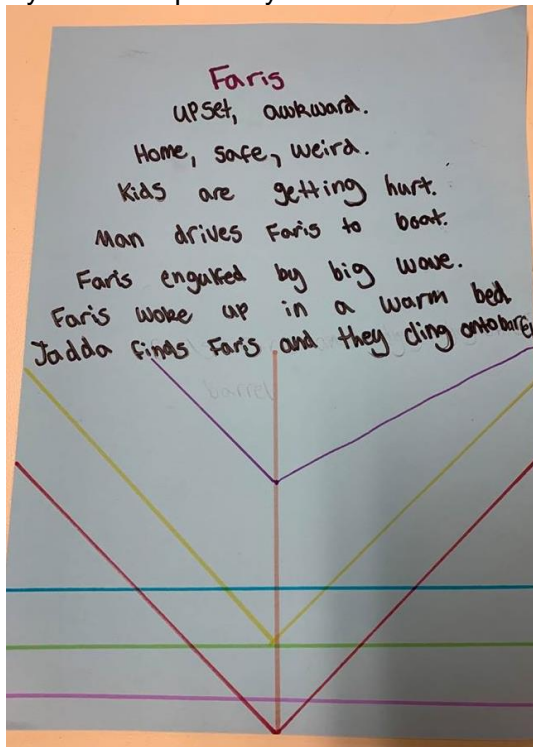 Faris
upset, awkward.
Home, safe, weird.
Kids are getting hurt.
Man drives Faris to boat.
Faris engulfed by big wave.
Faris woke up in a warm bed
Jadda finds Faris and they cling onto barrel
barrel